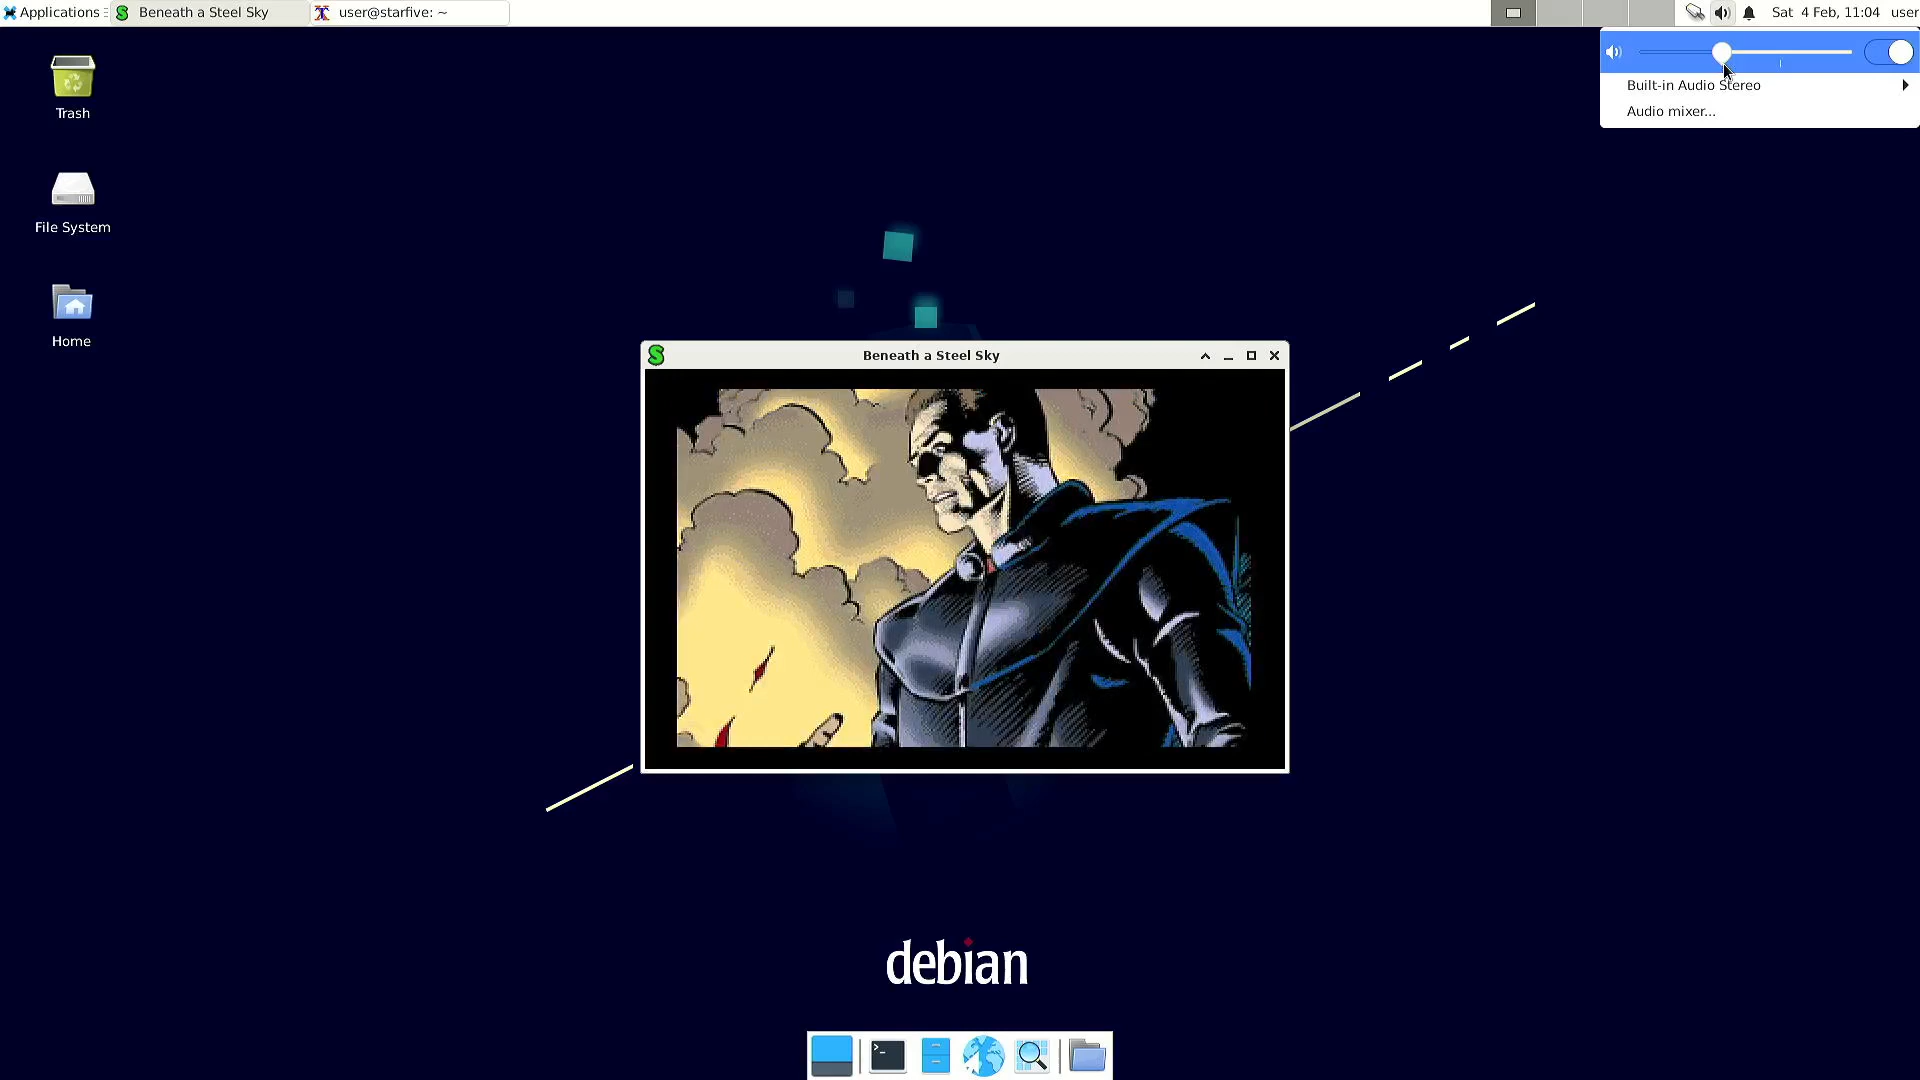 Applications
Beneath a Steel Sky
user@starfive: ~
Sat 4 Feb, 11:04
user
Built-in Audio Stereo
Audio mixer...
Trash
File System
Home
Beneath a Steel Sky
debian